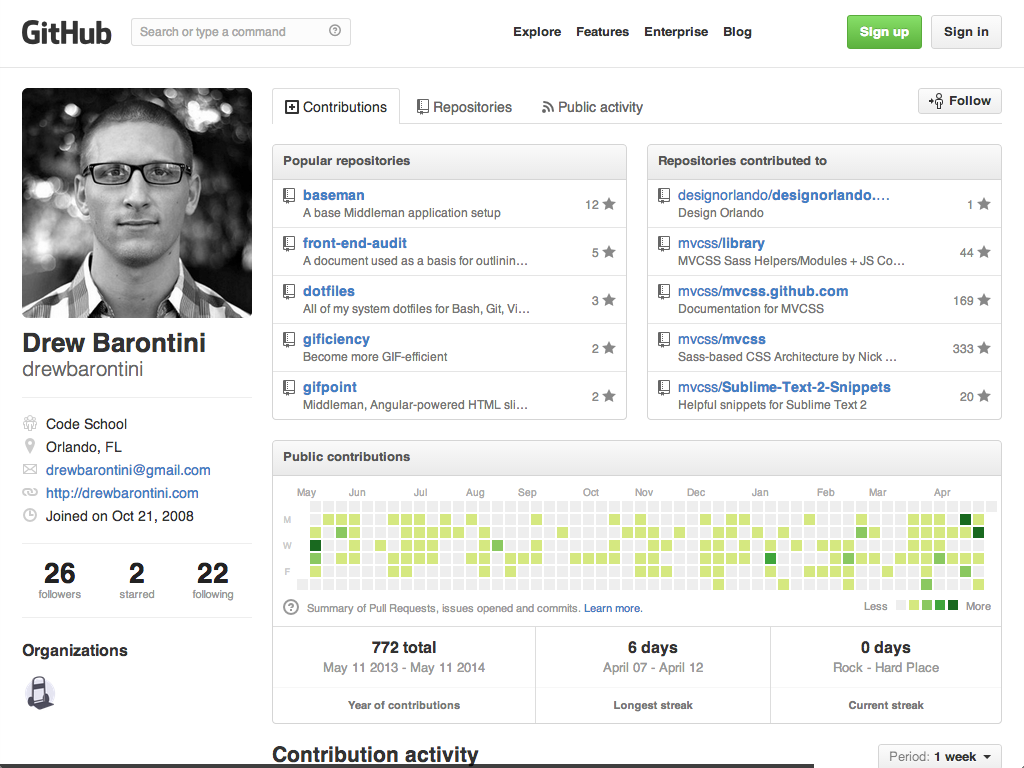 GitHub
Search or type a command
Explore Features Enterprise Blog
Sign up Sign in
Contributions Repositories Public activity
Follow
Drew Barontini
drewbarontini
Code School
Orlando, FL
drewbarontini@gmail.com
http://drewbarontini.com
Joined on Oct 21, 2008
26 2 22
followers starred following
Organizations
Popular repositories
baseman
A base Middleman application setup
12
front-end-audit
A document used as a basis for outlinin…
5
dotfiles
All of my system dotfiles for Bash, Git, Vi…
3
gificiency
Become more GIF-efficient
2
gifpoint
Middleman, Angular-powered HTML sli…
2
Repositories contributed to
designorlando/designorlando.…
Design Orlando
1
mvcss/library
MVCSS Sass Helpers/Modules + JS Co…
44
mvcss/mvcss.github.com
Documentation for MVCSS
169
mvcss/mvcss
Sass-based CSS Architecture by Nick …
333
mvcss/Sublime-Text-2-Snippets
Helpful snippets for Sublime Text 2
20
Public contributions
May Jun Jul Aug Sep Oct Nov Dec Jan Feb Mar Apr
M
W
F
? Summary of Pull Requests, issues opened and commits. Learn more.
Less More
772 total
May 11 2013 - May 11 2014
Year of contributions
6 days
April 07 - April 12
Longest streak
0 days
Rock - Hard Place
Current streak
Contribution activity
Period: 1 week